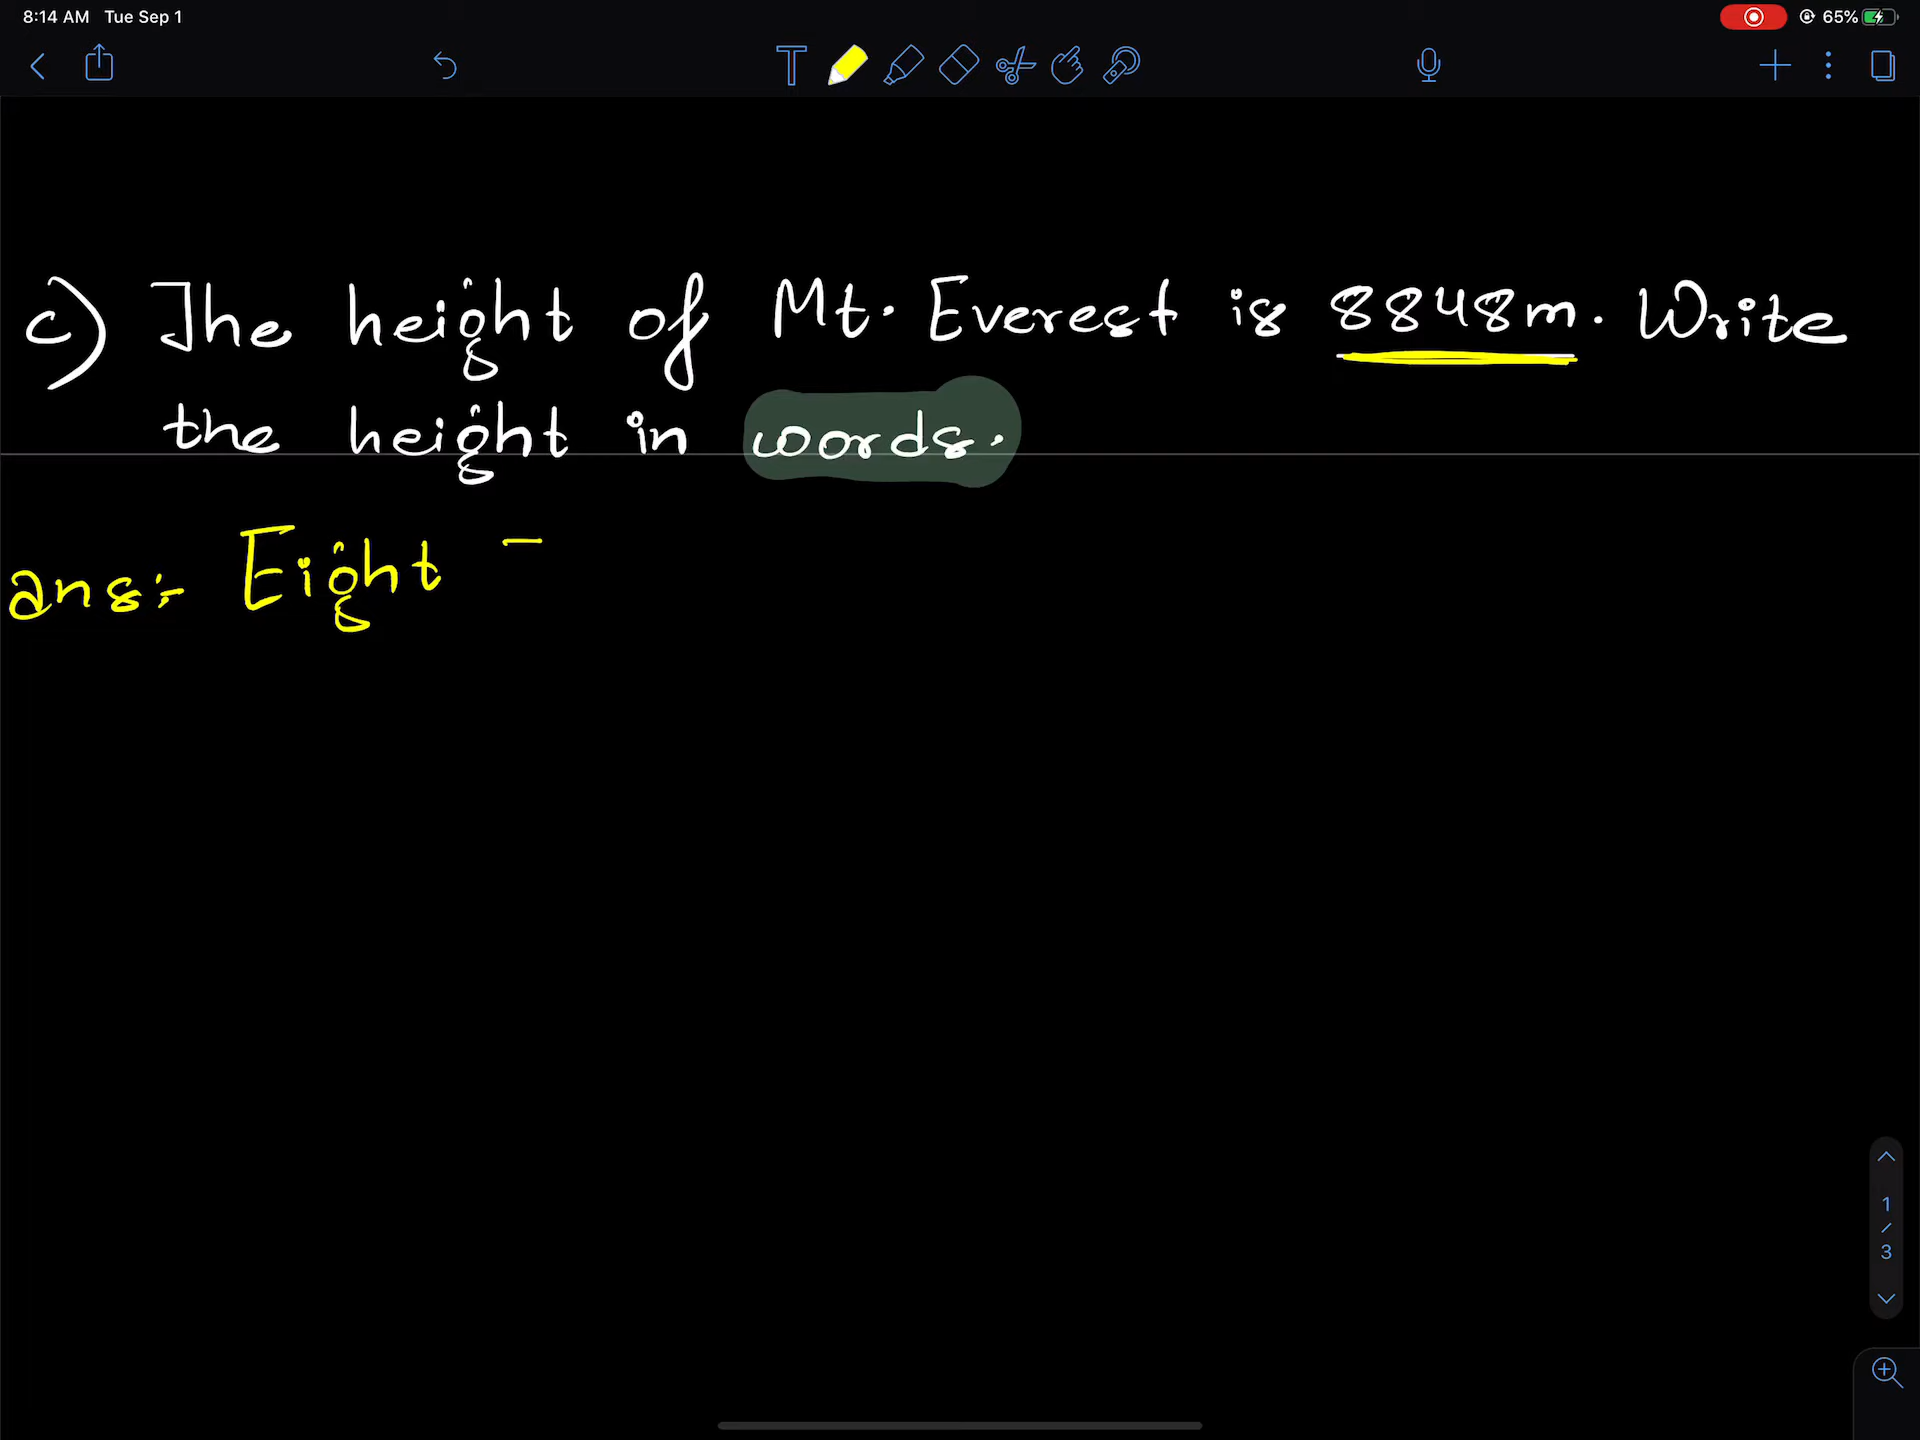 8:14 AM Tue Sep 1
65%
c) The height of Mt. Everest is 8848m. Write
the height in words.
ans:- Eight
1
/
3